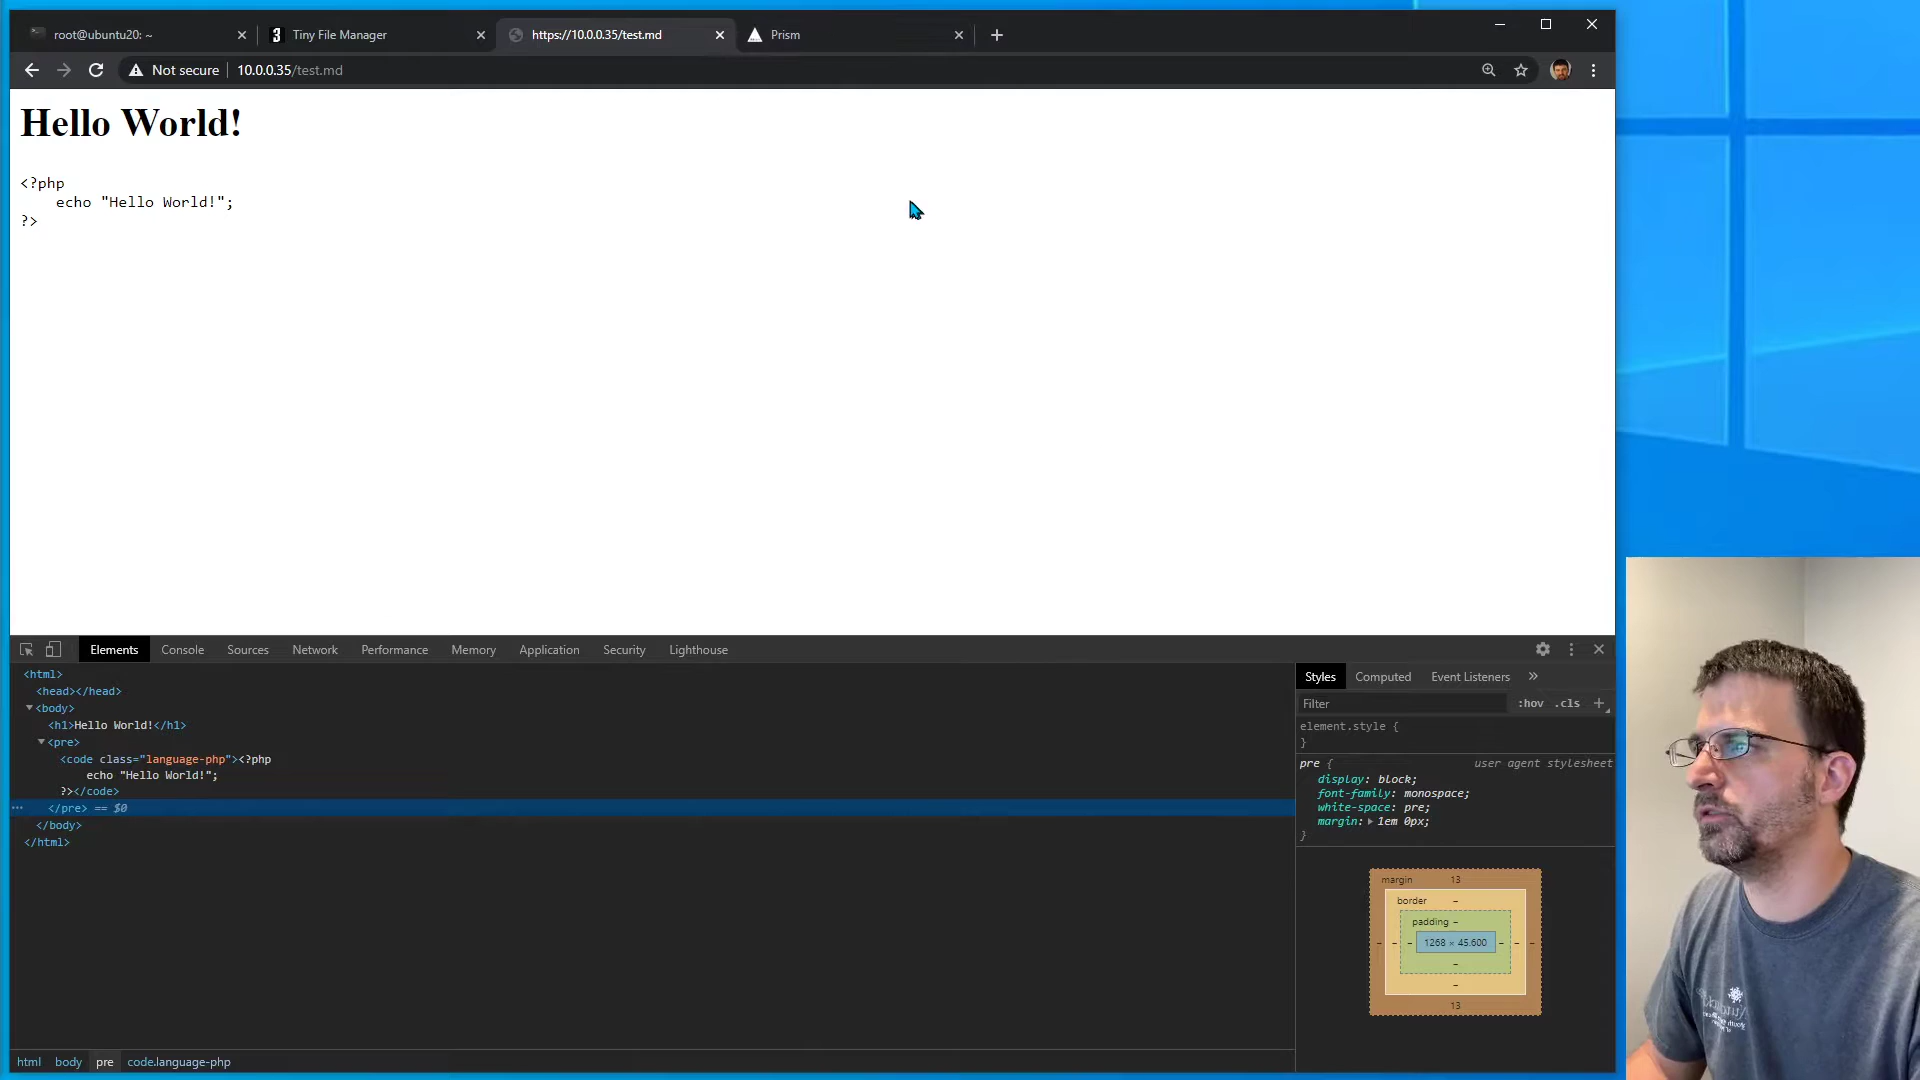 root@ubuntu20: ~
Tiny File Manager
https://10.0.0.35/test.md
Prism
Not secure
10.0.0.35/test.md
Hello World!
<?php
echo "Hello World!";
?>
Elements
Console
Sources
Network
Performance
Memory
Application
Security
Lighthouse
<html>
<head></head>
<body>
<h1>Hello World!</h1>
<pre>
<code class="language-php"><?php
echo "Hello World!";
?></code>
</pre> == $0
</body>
</html>
Styles
Computed
Event Listeners
»
Filter
:hov
.cls
+
element.style {
}
pre {
user agent stylesheet
display: block;
font-family: monospace;
white-space: pre;
margin: 1em 0px;
}
margin
13
border
–
padding –
– – – 1268 × 45.600 – – –
–
–
13
html
body
pre
code.language-php